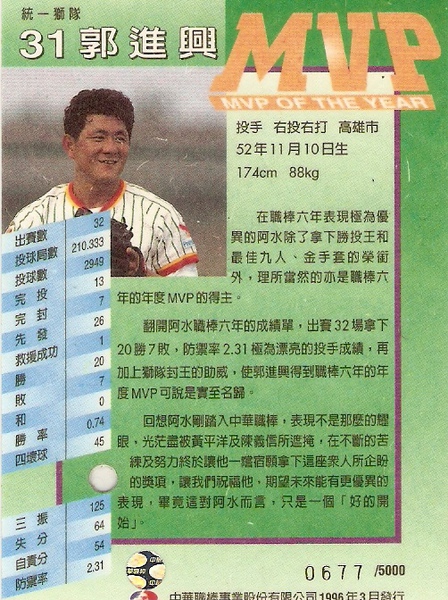 統一獅隊
31 郭進興
MVP
MVP OF THE YEAR
投手 右投右打 高雄市
52年11月10日生
174cm 88kg
在職棒六年表現極為優
異的阿水除了拿下勝投王和
最佳九人、金手套的榮銜
外，理所當然的亦是職棒六
年的年度MVP的得主。
翻開阿水職棒六年的成績單，出賽32場拿下
20勝7敗，防禦率2.31極為漂亮的投手成績，再
加上獅隊封王的助威，使郭進興得到職棒六年的年
度MVP可說是實至名歸。
回想阿水剛踏入中華職棒，表現不是那麼的耀
眼，光茫盡被黃平洋及陳義信所遮掩，在不斷的苦
練及努力終於讓他一嚐宿願拿下這座眾人所企盼
的獎項，讓我們祝福他，期望未來能有更優異的
表現，畢竟這對阿水而言，只是一個「好的開
始」。
出賽數 32
投球局數 210.333
投球數 2949
完投 13
完封 7
先發 26
救援成功 1
勝 20
敗 7
和 0
勝率 0.74
四壞球 45
三振 125
失分 64
自責分 54
防禦率 2.31
0677 /5000
中華職棒事業股份有限公司1996年3月發行